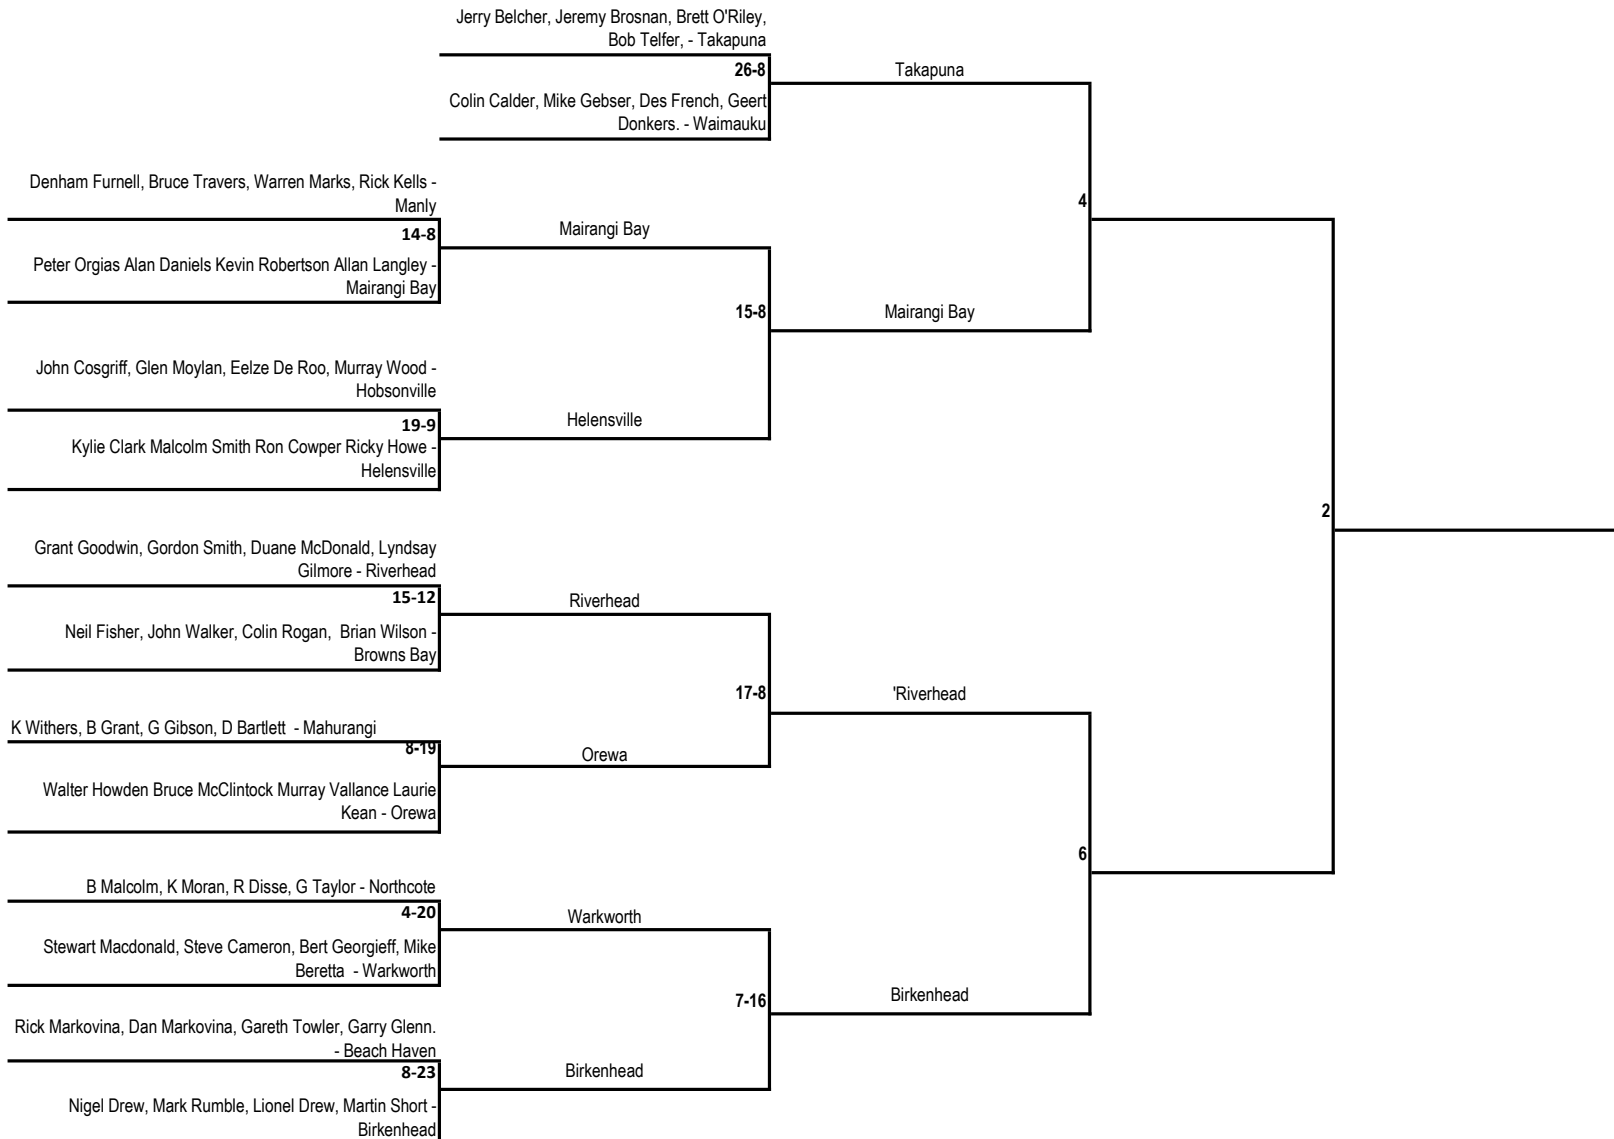 Jerry Belcher, Jeremy Brosnan, Brett O'Riley,
Bob Telfer, - Takapuna
26-8
Takapuna
Colin Calder, Mike Gebser, Des French, Geert
Donkers. - Waimauku
Denham Furnell, Bruce Travers, Warren Marks, Rick Kells -
Manly
4
14-8
Mairangi Bay
Peter Orgias Alan Daniels Kevin Robertson Allan Langley -
Mairangi Bay
15-8
Mairangi Bay
John Cosgriff, Glen Moylan, Eelze De Roo, Murray Wood -
Hobsonville
19-9
Helensville
Kylie Clark Malcolm Smith Ron Cowper Ricky Howe -
Helensville
2
Grant Goodwin, Gordon Smith, Duane McDonald, Lyndsay
Gilmore - Riverhead
15-12
Riverhead
Neil Fisher, John Walker, Colin Rogan, Brian Wilson -
Browns Bay
17-8
'Riverhead
K Withers, B Grant, G Gibson, D Bartlett - Mahurangi
8-19
Orewa
Walter Howden Bruce McClintock Murray Vallance Laurie
Kean - Orewa
6
B Malcolm, K Moran, R Disse, G Taylor - Northcote
4-20
Warkworth
Stewart Macdonald, Steve Cameron, Bert Georgieff, Mike
Beretta - Warkworth
7-16
Birkenhead
Rick Markovina, Dan Markovina, Gareth Towler, Garry Glenn.
- Beach Haven
8-23
Birkenhead
Nigel Drew, Mark Rumble, Lionel Drew, Martin Short -
Birkenhead